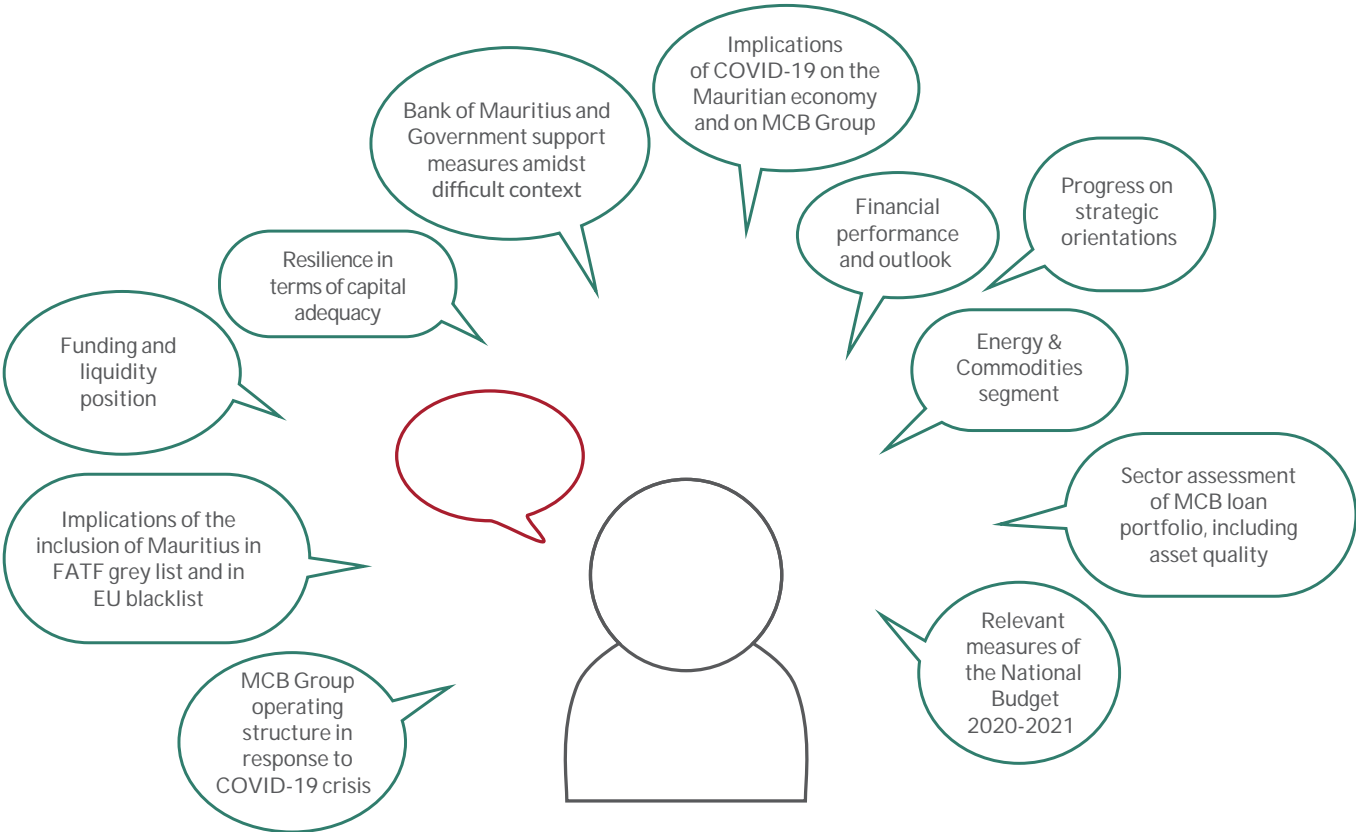 Implications
of COVID-19 on the
Mauritian economy
and on MCB Group
Bank of Mauritius and
Government support
measures amidst
difficult context
Progress on
strategic
orientations
Financial
performance
and outlook
Resilience in
terms of capital
adequacy
Funding and
liquidity
position
Energy &
Commodities
segment
Sector assessment
of MCB loan
portfolio, including
asset quality
Implications of the
inclusion of Mauritius in
FATF grey list and in
EU blacklist
Relevant
measures of
the National
Budget
2020-2021
MCB Group
operating
structure in
response to
COVID-19 crisis